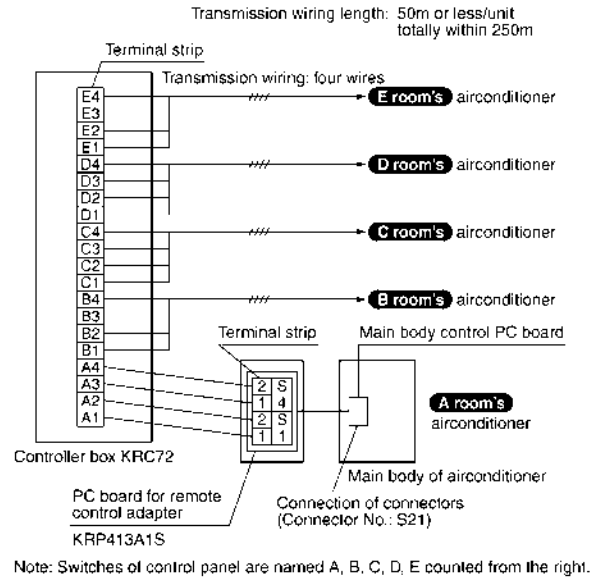 Transmission wiring length: 50m or less/unit
totally within 250m
Terminal strip
Transmission wiring: four wires
E4
E3
E2
E1
D4
D3
D2
D1
C4
C3
C2
C1
B4
B3
B2
B1
A4
A3
A2
A1
E room's airconditioner
D room's airconditioner
C room's airconditioner
B room's airconditioner
Terminal strip
Main body control PC board
2 S
1 4
2 S
1 1
A room's
airconditioner
Controller box KRC72
Main body of airconditioner
PC board for remote
control adapter
KRP413A1S
Connection of connectors
(Connector No.: S21)
Note: Switches of control panel are named A, B, C, D, E counted from the right.